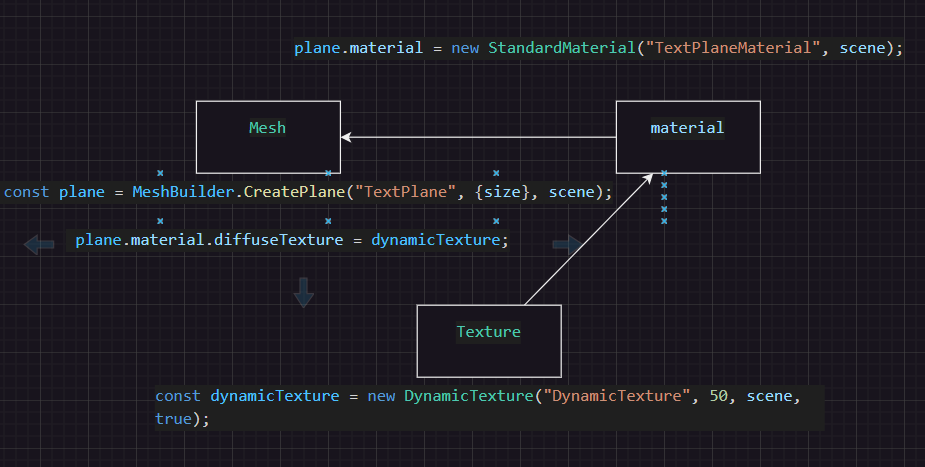 plane.material = new StandardMaterial("TextPlaneMaterial", scene);
Mesh
material
const plane = MeshBuilder.CreatePlane("TextPlane", {size}, scene);
plane.material.diffuseTexture = dynamicTexture;
Texture
const dynamicTexture = new DynamicTexture("DynamicTexture", 50, scene,
true);